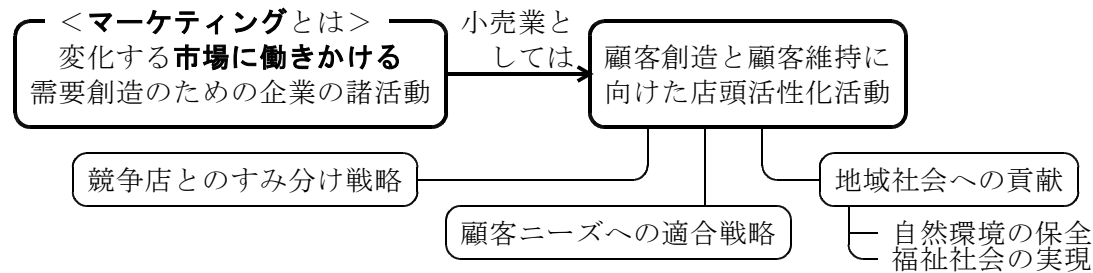 ＜マーケティングとは＞
変化する市場に働きかける
需要創造のための企業の諸活動
小売業と
しては
顧客創造と顧客維持に
向けた店頭活性化活動
競争店とのすみ分け戦略
顧客ニーズへの適合戦略
地域社会への貢献
自然環境の保全
福祉社会の実現